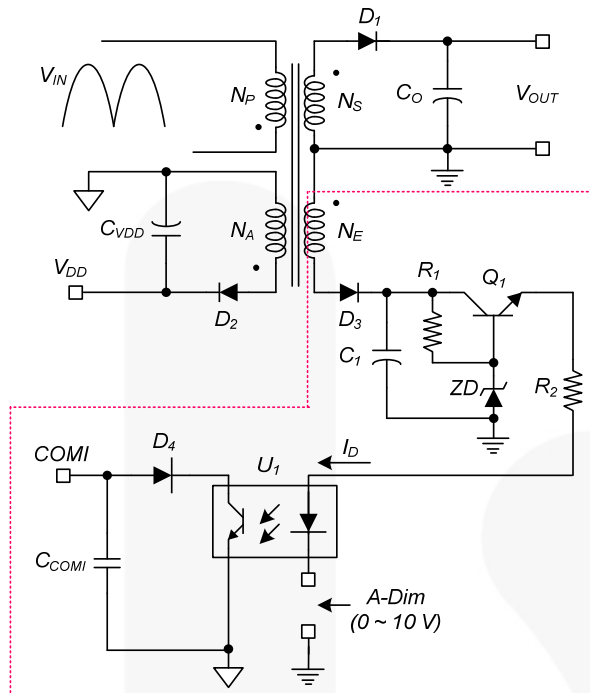 D1
VIN
NP
NS
CO
VOUT
CVDD
NA
NE
VDD
D2
D3
R1
Q1
C1
ZD
R2
COMI
D4
U1
ID
CCOMI
A-Dim
(0 ~ 10 V)